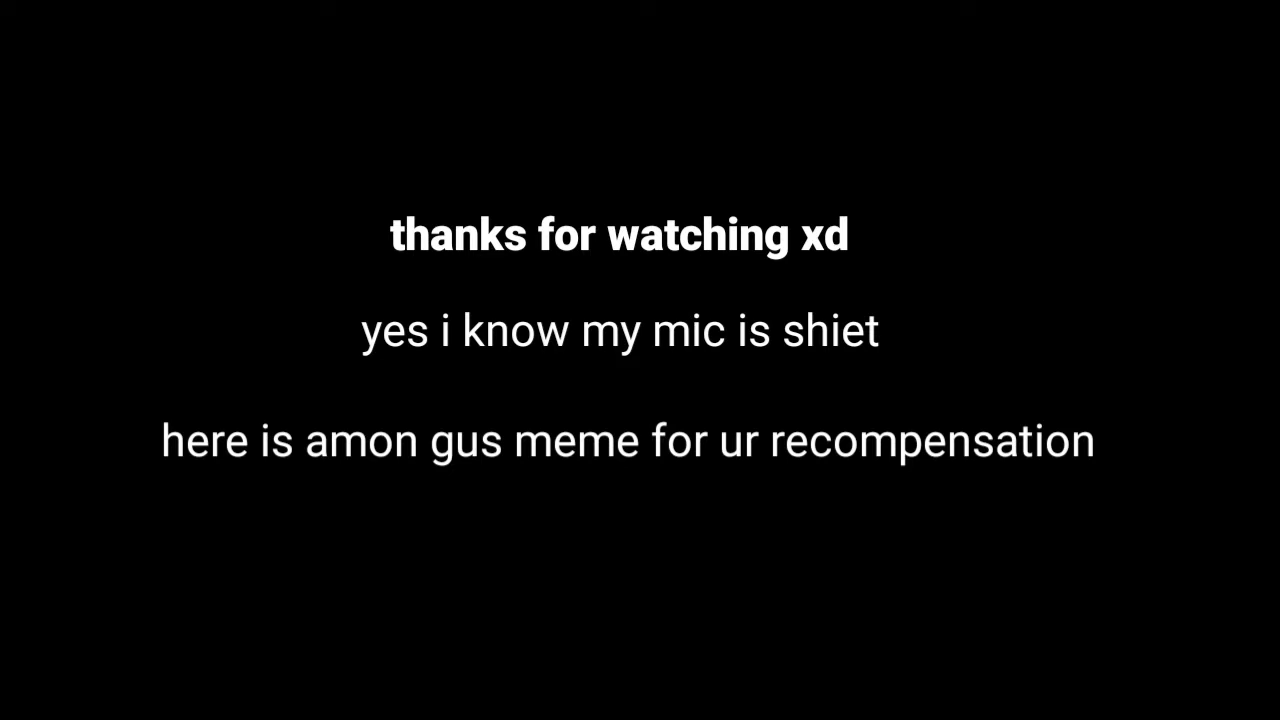 thanks for watching xd
yes i know my mic is shiet
here is amon gus meme for ur recompensation